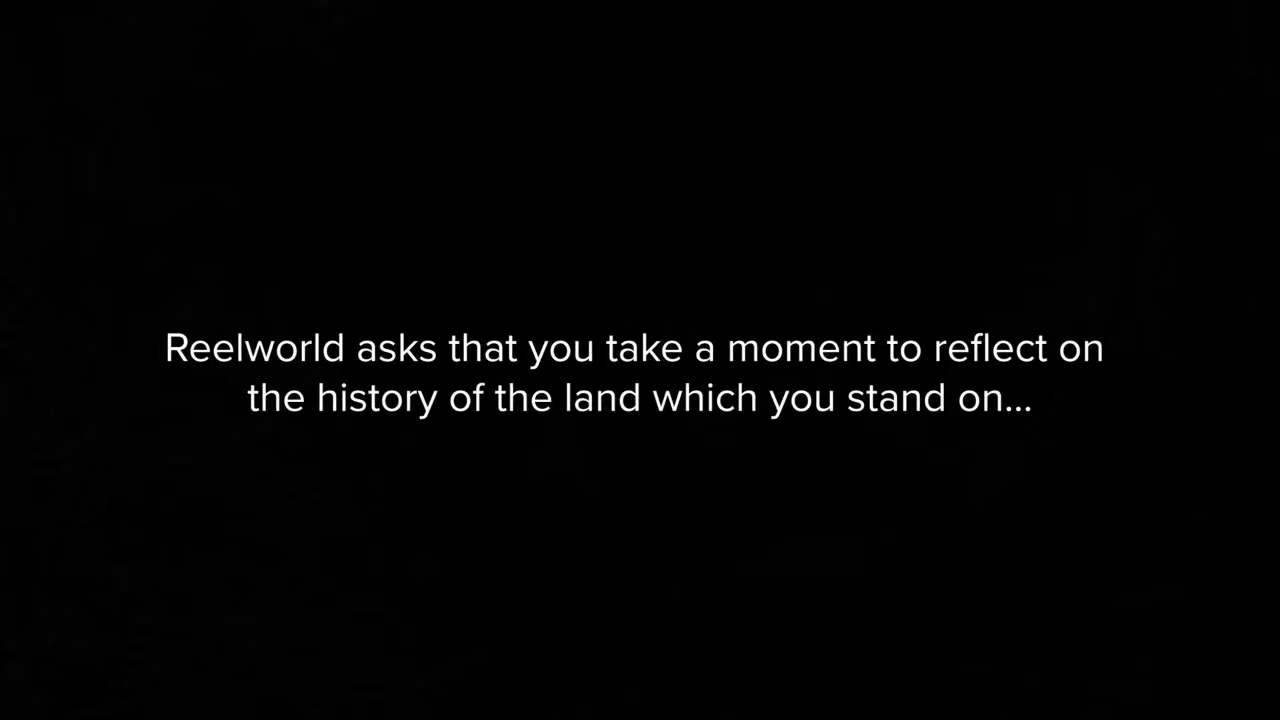 Reelworld asks that you take a moment to reflect on
the history of the land which you stand on...